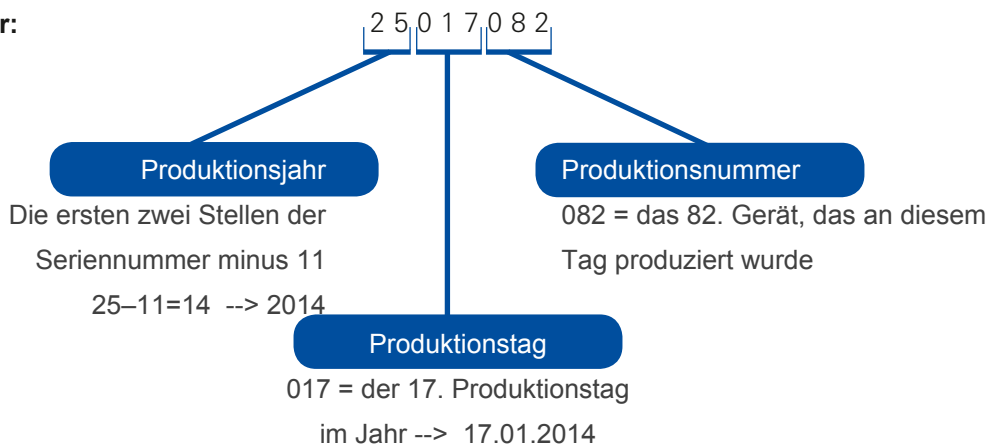 r:
2 5 0 1 7 0 8 2
Produktionsjahr
Die ersten zwei Stellen der
Seriennummer minus 11
25–11=14 --> 2014
Produktionsnummer
082 = das 82. Gerät, das an diesem
Tag produziert wurde
Produktionstag
017 = der 17. Produktionstag
im Jahr --> 17.01.2014